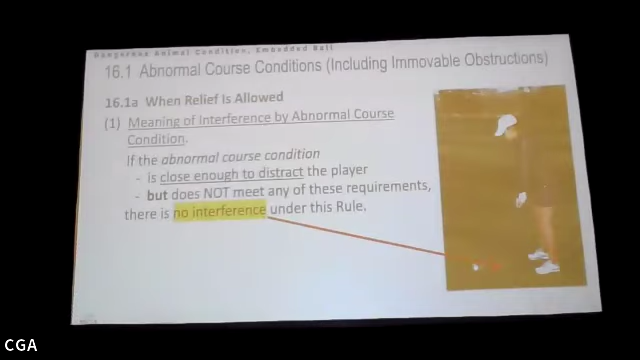 Dangerous Animal Condition, Embedded Ball
16.1 Abnormal Course Conditions (Including Immovable Obstructions)
16.1a When Relief Is Allowed
(1) Meaning of Interference by Abnormal Course
Condition.
If the abnormal course condition
- is close enough to distract the player
- but does NOT meet any of these requirements,
there is no interference under this Rule.
CGA